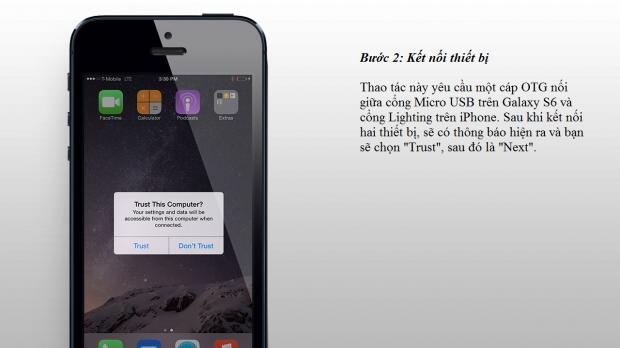 T-Mobile LTE 3:30 PM
FaceTime Calculator Podcasts Extras
Trust This Computer?
Your settings and data will be
accessible from this computer when
connected.
Trust Don't Trust
Bước 2: Kết nối thiết bị
Thao tác này yêu cầu một cáp OTG nối
giữa cổng Micro USB trên Galaxy S6 và
cổng Lighting trên iPhone. Sau khi kết nối
hai thiết bị, sẽ có thông báo hiện ra và bạn
sẽ chọn "Trust", sau đó là "Next".